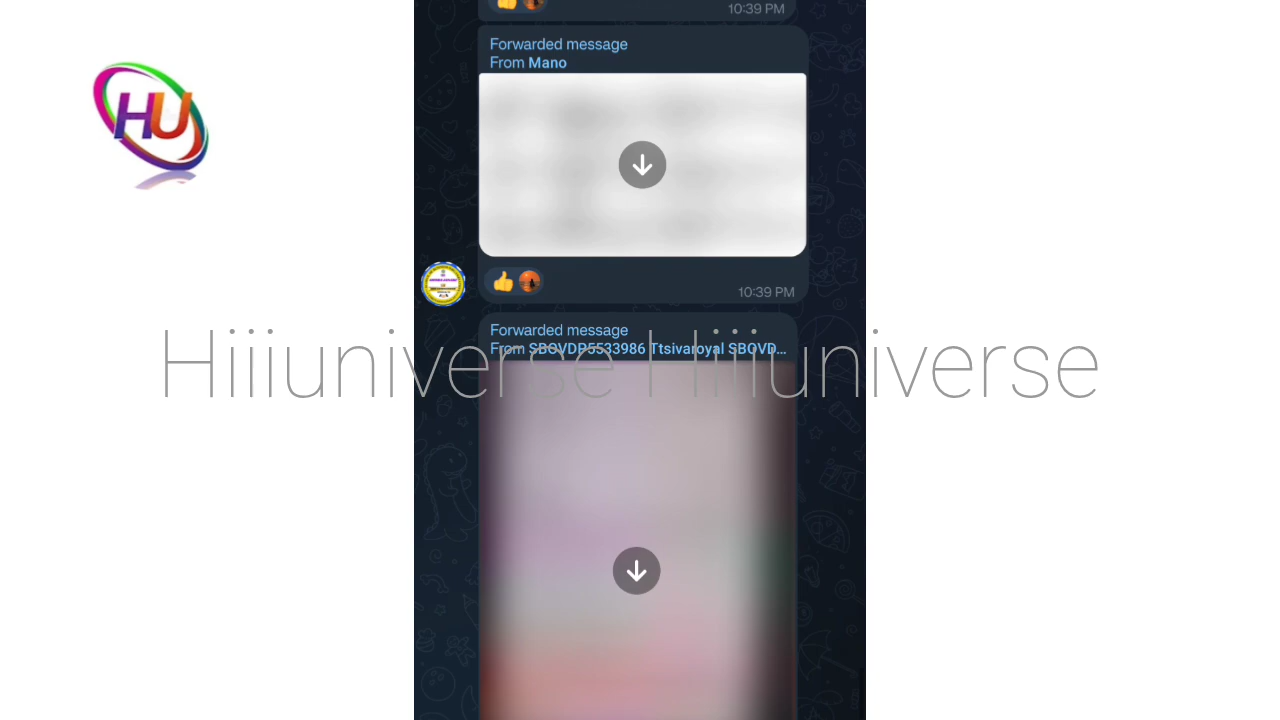 10:39 PM
HU
Forwarded message
From Mano
10:39 PM
Forwarded message
From SBOVDP5533986 Ttsivaroyal SBOVD...
Hiiiuniverse Hiiiuniverse